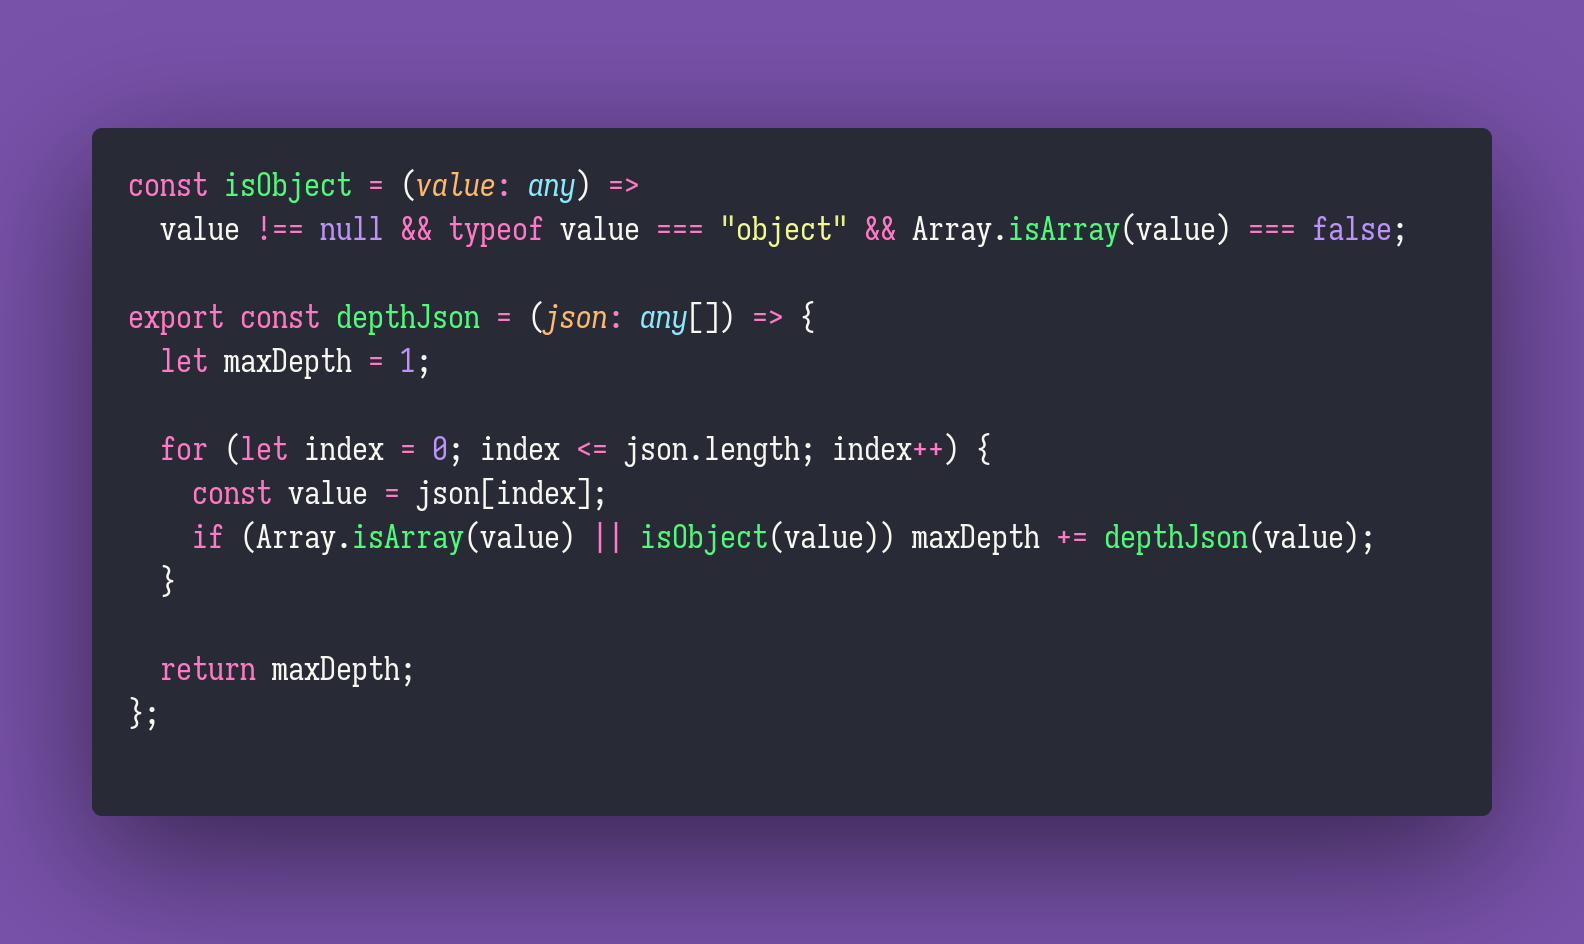 const isObject = (value: any) =>
  value !== null && typeof value === "object" && Array.isArray(value) === false;

export const depthJson = (json: any[]) => {
  let maxDepth = 1;

  for (let index = 0; index <= json.length; index++) {
    const value = json[index];
    if (Array.isArray(value) || isObject(value)) maxDepth += depthJson(value);
  }

  return maxDepth;
};